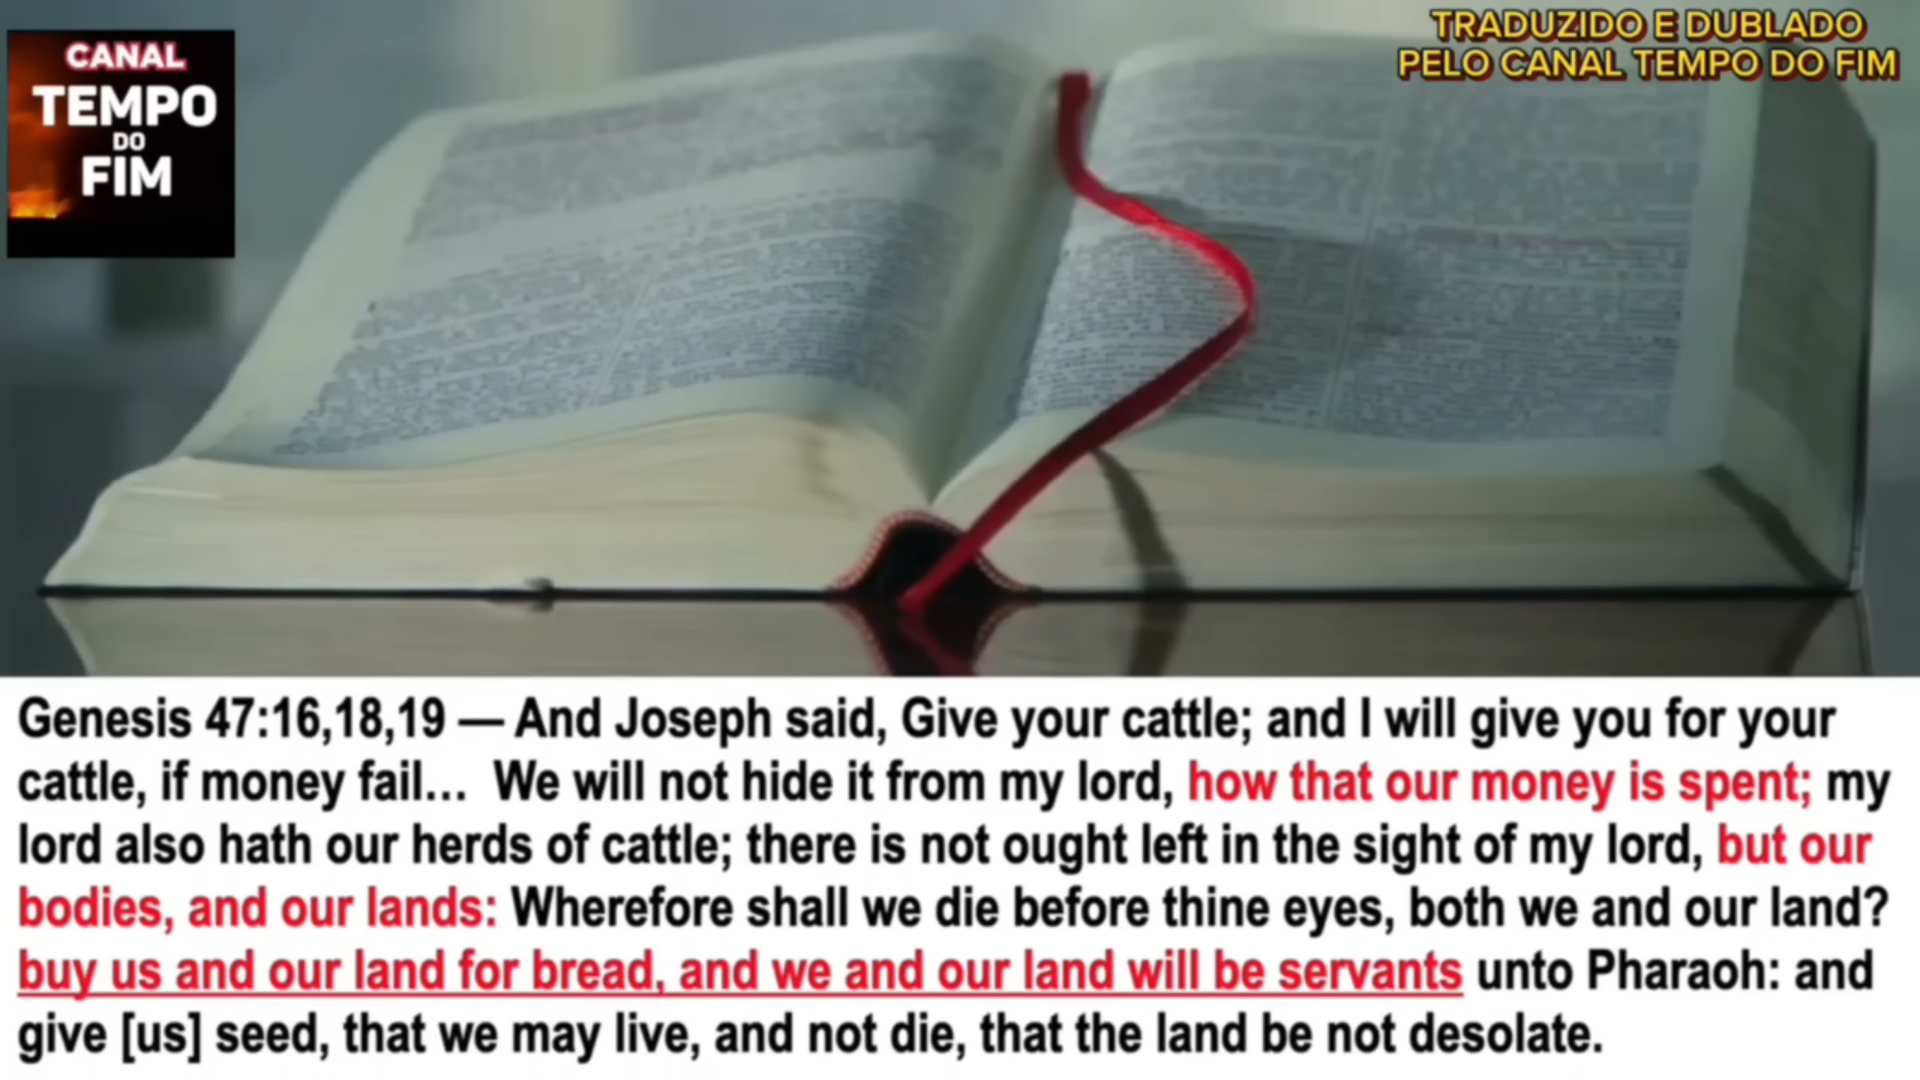 CANAL
TEMPO
DO
FIM
TRADUZIDO E DUBLADO
PELO CANAL TEMPO DO FIM
Genesis 47:16,18,19 — And Joseph said, Give your cattle; and I will give you for your
cattle, if money fail… We will not hide it from my lord, how that our money is spent; my
lord also hath our herds of cattle; there is not ought left in the sight of my lord, but our
bodies, and our lands: Wherefore shall we die before thine eyes, both we and our land?
buy us and our land for bread, and we and our land will be servants unto Pharaoh: and
give [us] seed, that we may live, and not die, that the land be not desolate.